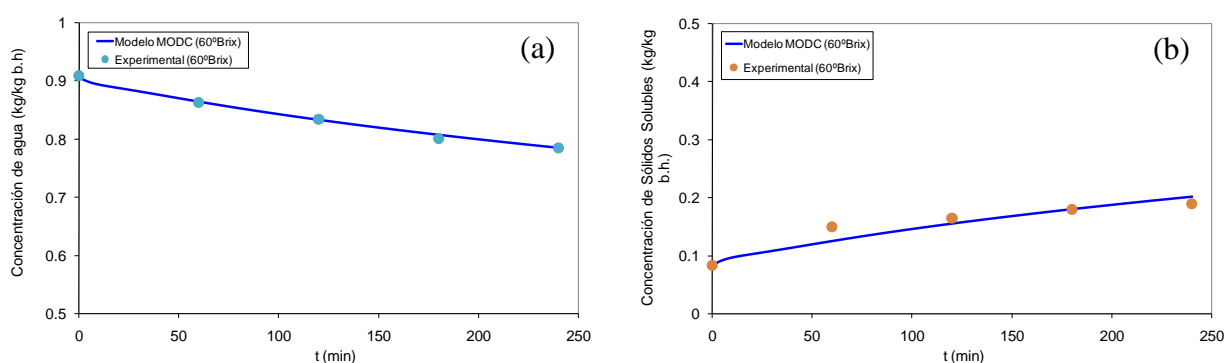 1
0.9
0.8
0.7
0.6
0.5
Concentración de agua (kg/kg b.h)
Modelo MODC (60ºBrix)
Experimental (60ºBrix)
(a)
0
50
100
150
200
250
t (min)
0.5
0.4
0.3
0.2
0.1
0
Concentración de Sólidos Solubles (kg/kg
b.h.)
Modelo MODC (60ºBrix)
Experimental (60ºBrix)
(b)
0
50
100
150
200
250
t (min)